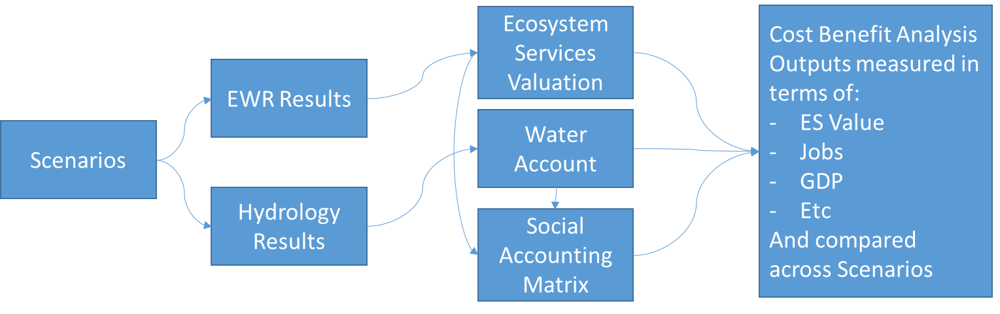 Scenarios
EWR Results
Hydrology
Results
Ecosystem
Services
Valuation
Water
Account
Social
Accounting
Matrix
Cost Benefit Analysis
Outputs measured in
terms of:
- ES Value
- Jobs
- GDP
- Etc
And compared
across Scenarios